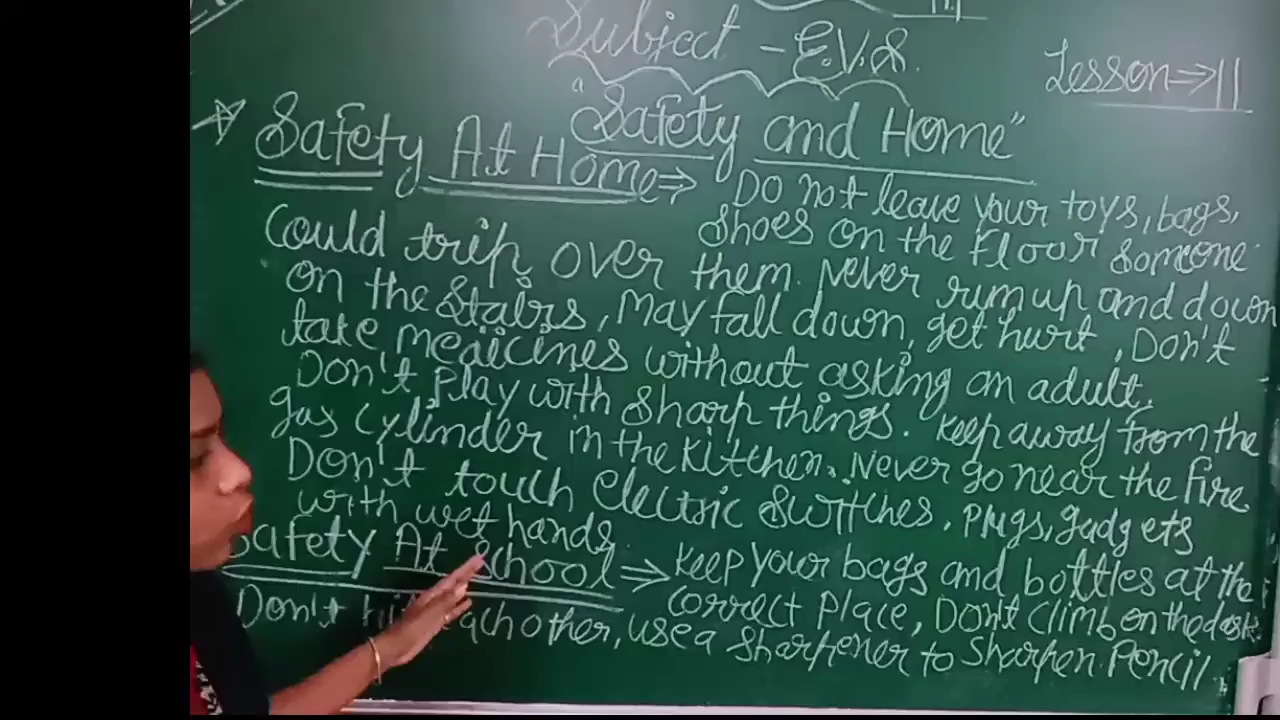 Subject - E.V.S.
Lesson => 11
"Safety and Home"
Safety At Home => Do not leave your toys, bags,
Shoes on the Floor someone
Could trip over them. Never rum up and down
on the Stairs, May fall down, get hurt, Don't
take medicines without asking an adult.
Don't Play with Sharp things. Keep away from the
gas cylinder in the Kitchen. Never go near the Fire
Don't touch Electric Switches, Plugs, gadgets
with wet hands.
Safety At School => Keep your bags and bottles at the
correct Place, Don't Climb on the dask.
Don't hit each other, use a Sharpener to Sharpen Pencil.